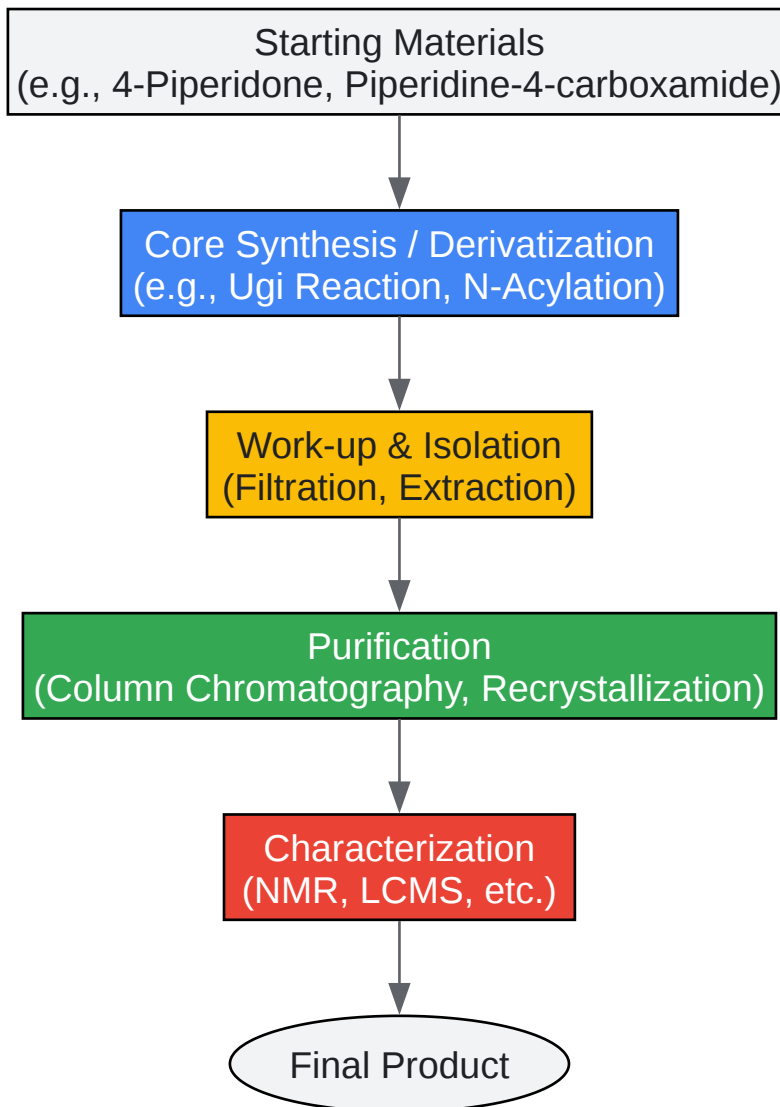 Starting Materials
(e.g., 4-Piperidone, Piperidine-4-carboxamide)
Core Synthesis / Derivatization
(e.g., Ugi Reaction, N-Acylation)
Work-up & Isolation
(Filtration, Extraction)
Purification
(Column Chromatography, Recrystallization)
Characterization
(NMR, LCMS, etc.)
Final Product